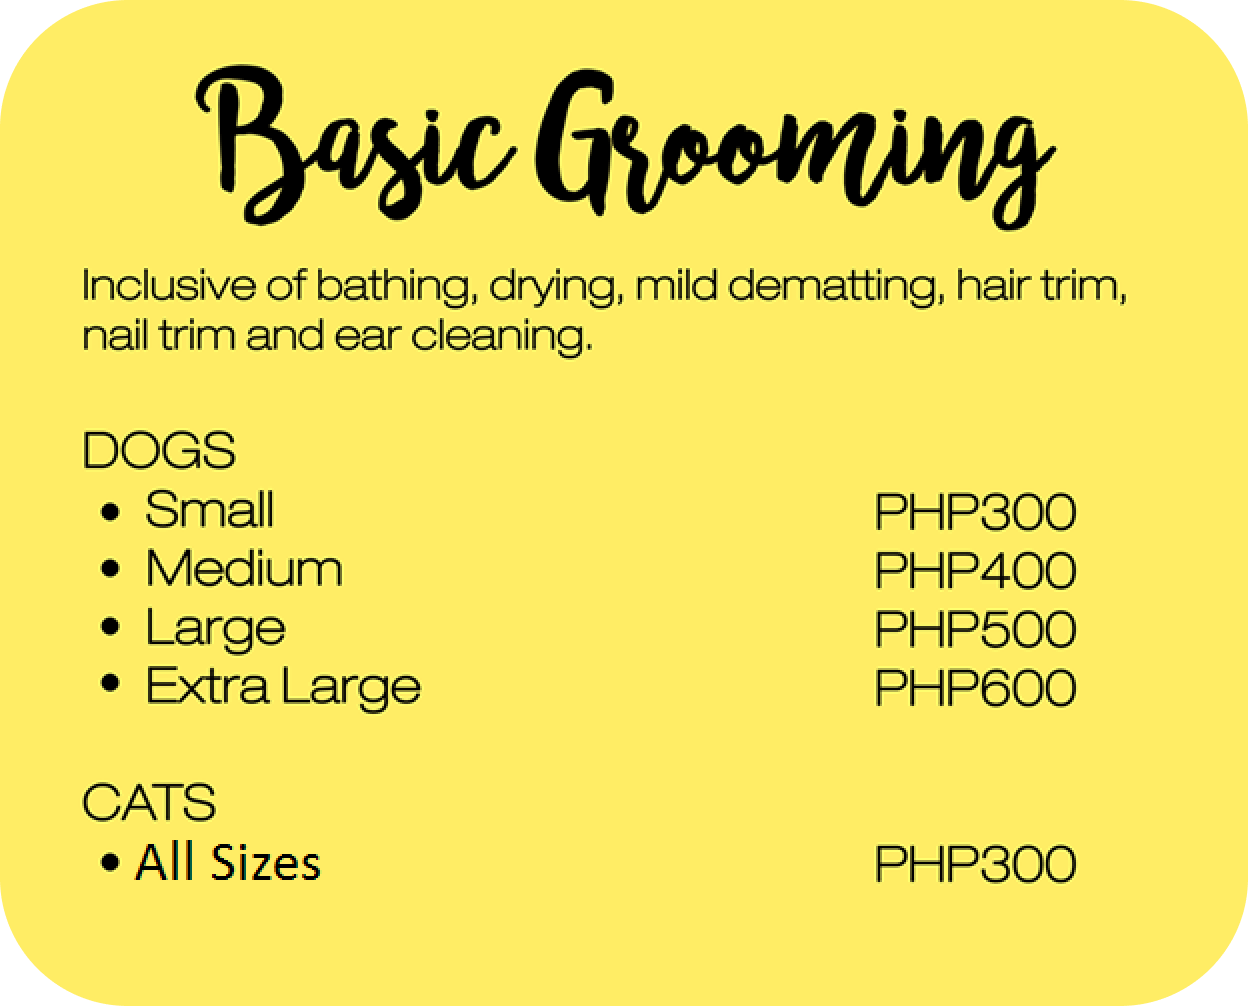 Basic Grooming
Inclusive of bathing, drying, mild dematting, hair trim,
nail trim and ear cleaning.
DOGS
• Small PHP300
• Medium PHP400
• Large PHP500
• Extra Large PHP600
CATS
• All Sizes PHP300